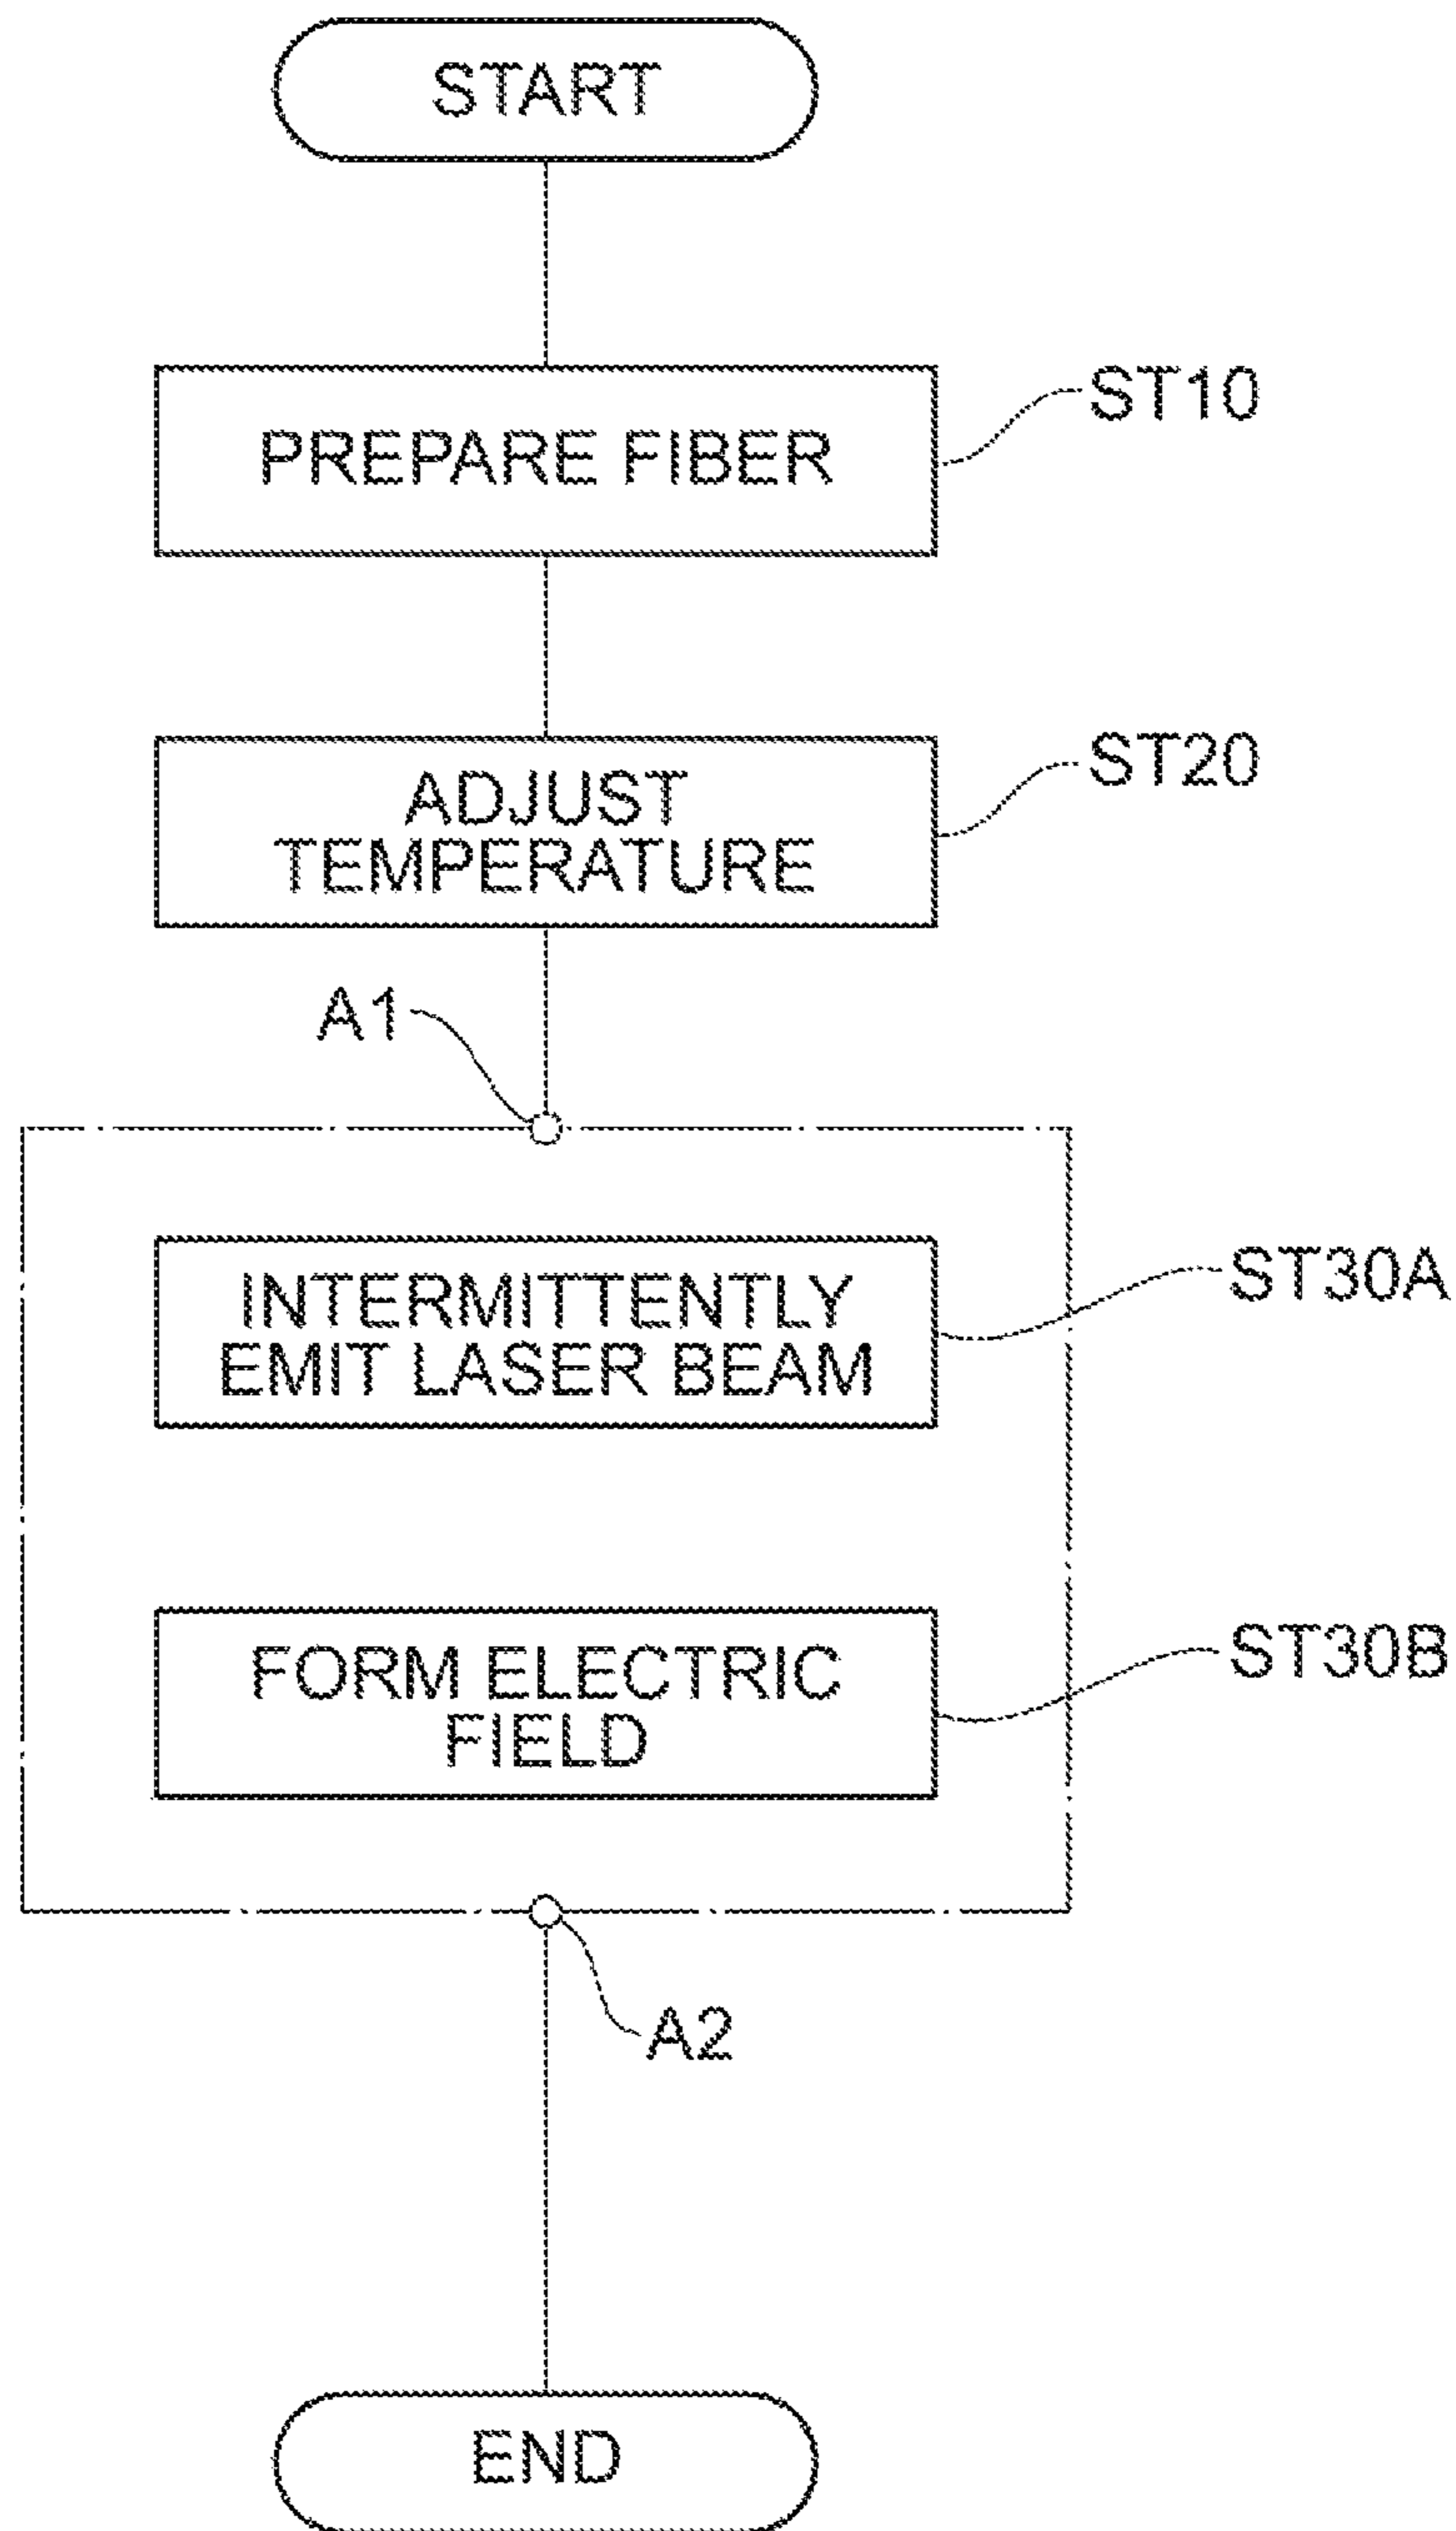 START
PREPARE FIBER
ST10
ADJUST
TEMPERATURE
ST20
A1
INTERMITTENTLY
EMIT LASER BEAM
ST30A
FORM ELECTRIC
FIELD
ST30B
A2
END